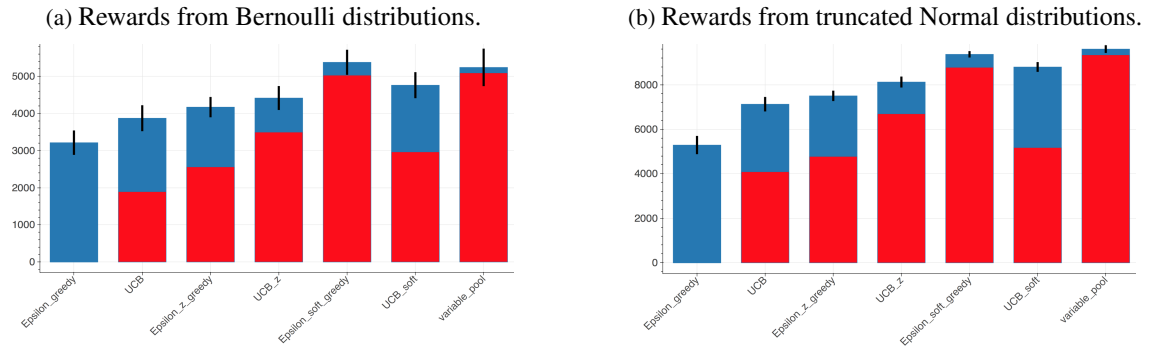 (a) Rewards from Bernoulli distributions.
5000
4000
3000
2000
1000
0
Epsilon_greedy
UCB
Epsilon_z_greedy
UCB_z
Epsilon_soft_greedy
UCB_soft
variable_pool
(b) Rewards from truncated Normal distributions.
8000
6000
4000
2000
0
Epsilon_greedy
UCB
Epsilon_z_greedy
UCB_z
Epsilon_soft_greedy
UCB_soft
variable_pool